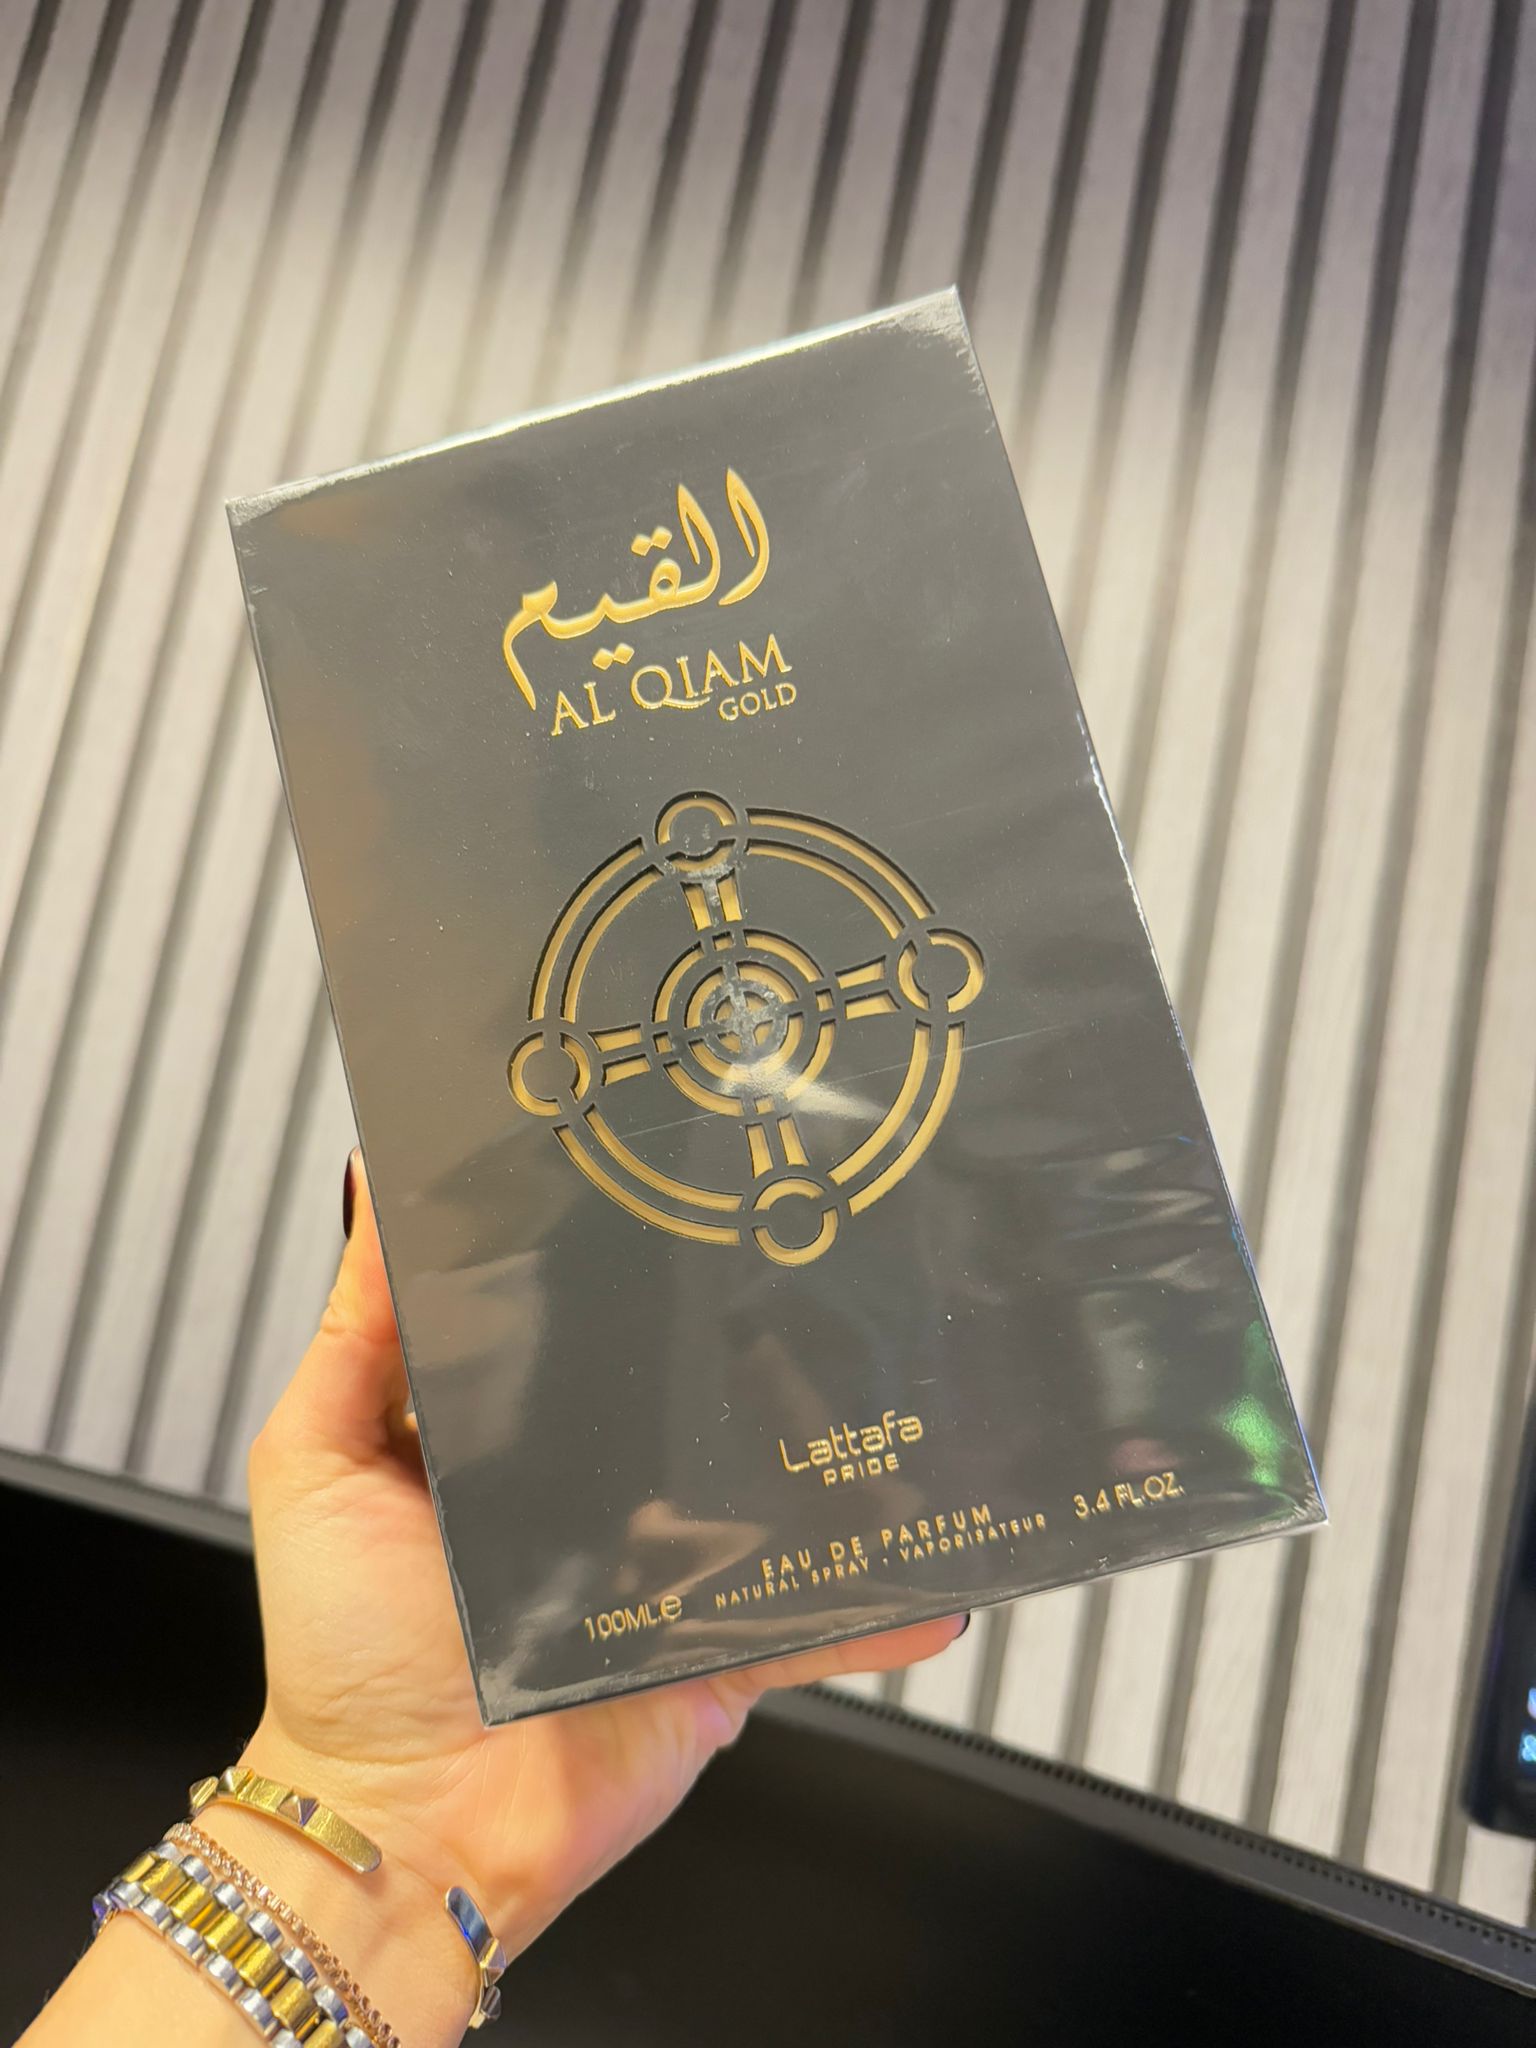 القيم
AL QIAM
GOLD
Lattafa
PRIDE
EAU DE PARFUM
NATURAL SPRAY - VAPORISATEUR
100ML e
3.4 FL.OZ.